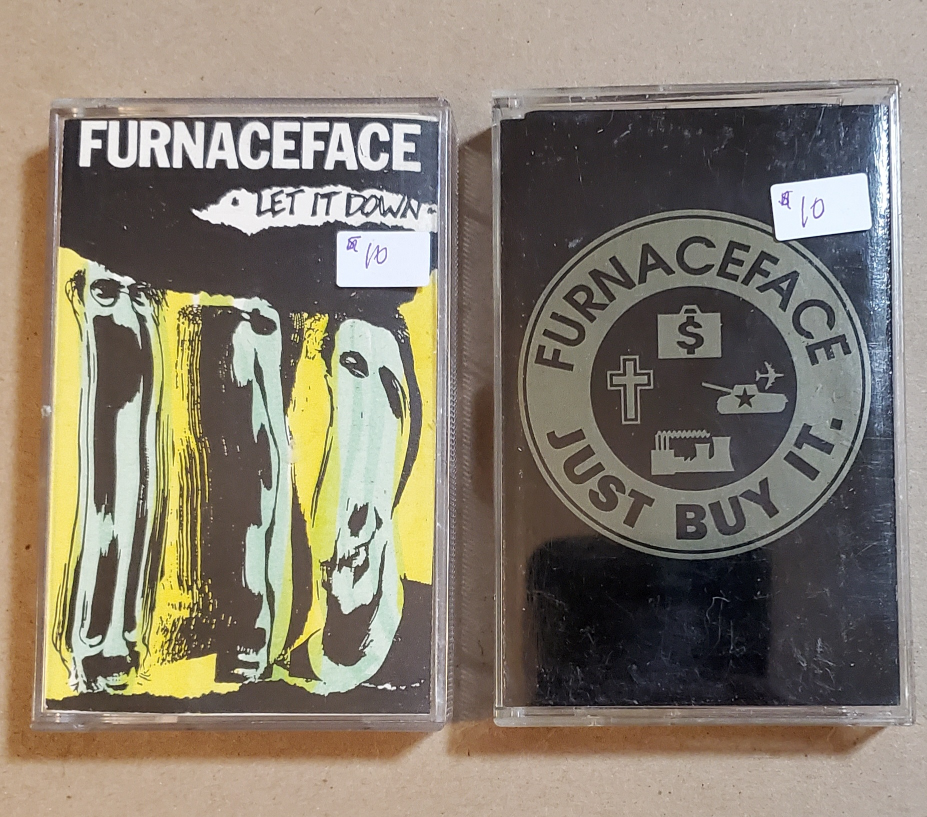 FURNACEFACE
LET IT DOWN
10
10
FURNACEFACE
$
JUST BUY IT.